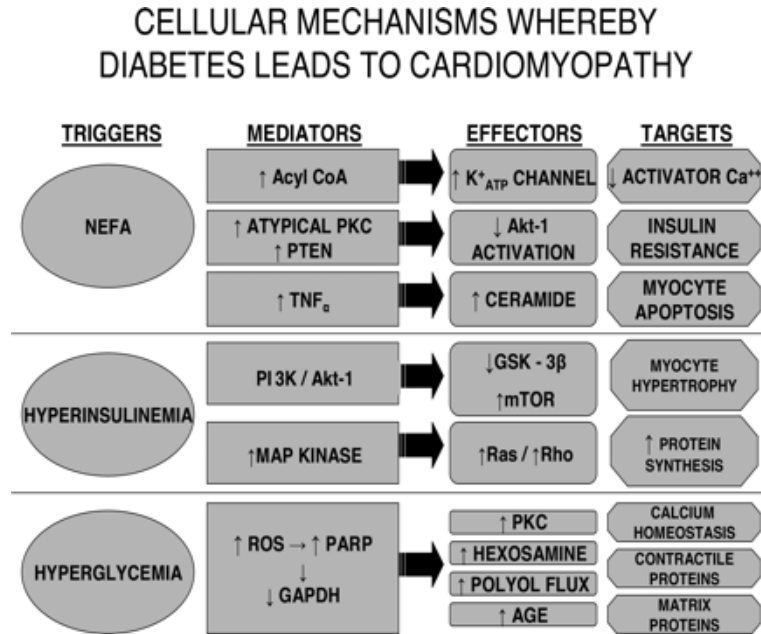 CELLULAR MECHANISMS WHEREBY
DIABETES LEADS TO CARDIOMYOPATHY
TRIGGERS MEDIATORS EFFECTORS TARGETS
NEFA
↑ Acyl CoA
↑ K⁺ATP CHANNEL
↓ ACTIVATOR Ca⁺⁺
↑ ATYPICAL PKC
↑ PTEN
↓ Akt-1
ACTIVATION
INSULIN
RESISTANCE
↑ TNFα
↑ CERAMIDE
MYOCYTE
APOPTOSIS
HYPERINSULINEMIA
PI 3K / Akt-1
↓GSK - 3β
↑mTOR
MYOCYTE
HYPERTROPHY
↑MAP KINASE
↑Ras / ↑Rho
↑ PROTEIN
SYNTHESIS
HYPERGLYCEMIA
↑ ROS → ↑ PARP
↓
↓ GAPDH
↑ PKC
↑ HEXOSAMINE
↑ POLYOL FLUX
↑ AGE
CALCIUM
HOMEOSTASIS
CONTRACTILE
PROTEINS
MATRIX
PROTEINS